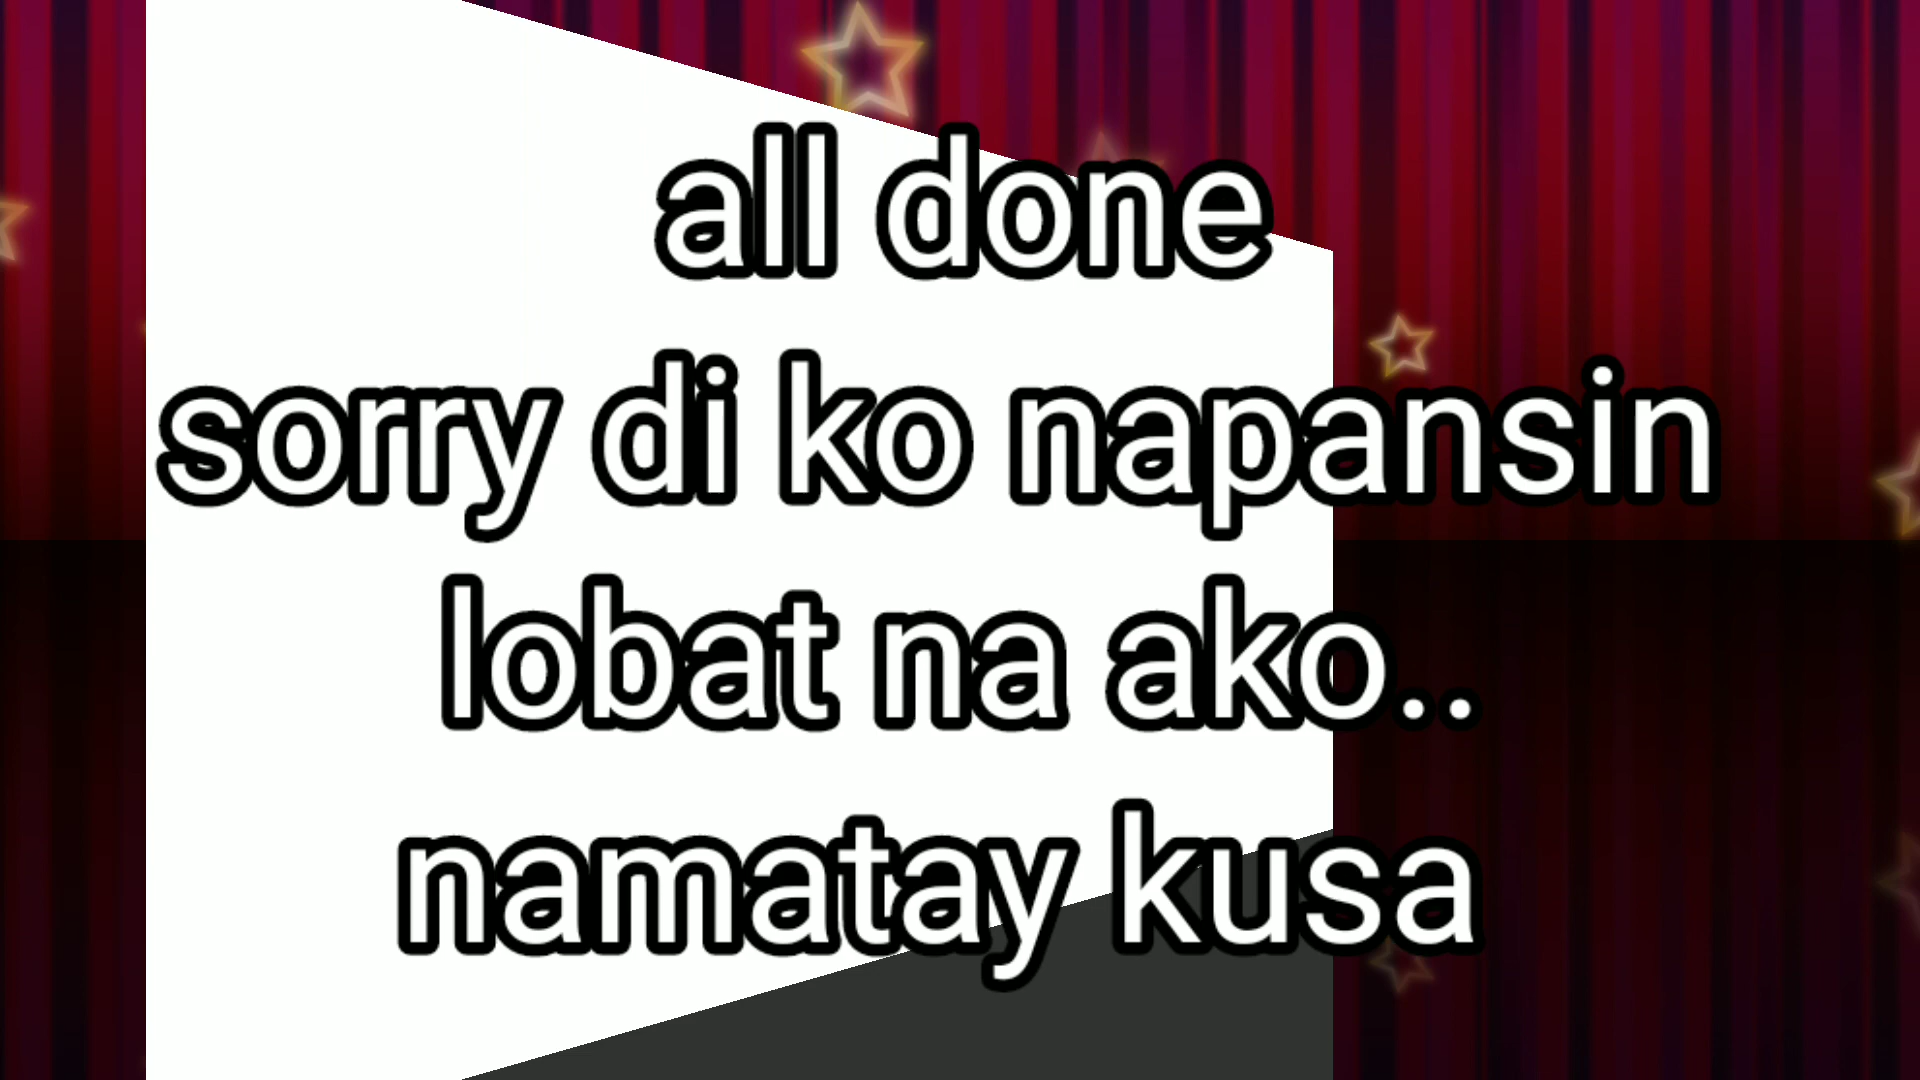 all done
sorry di ko napansin
lobat na ako..
namatay kusa